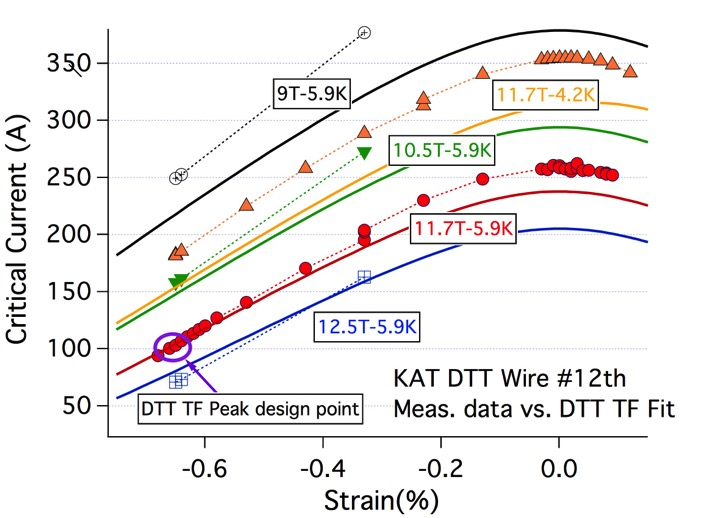 Critical Current (A)
350
300
250
200
150
100
50
9T-5.9K
11.7T-4.2K
10.5T-5.9K
11.7T-5.9K
12.5T-5.9K
DTT TF Peak design point
KAT DTT Wire #12th
Meas. data vs. DTT TF Fit
-0.6
-0.4
-0.2
0.0
Strain(%)